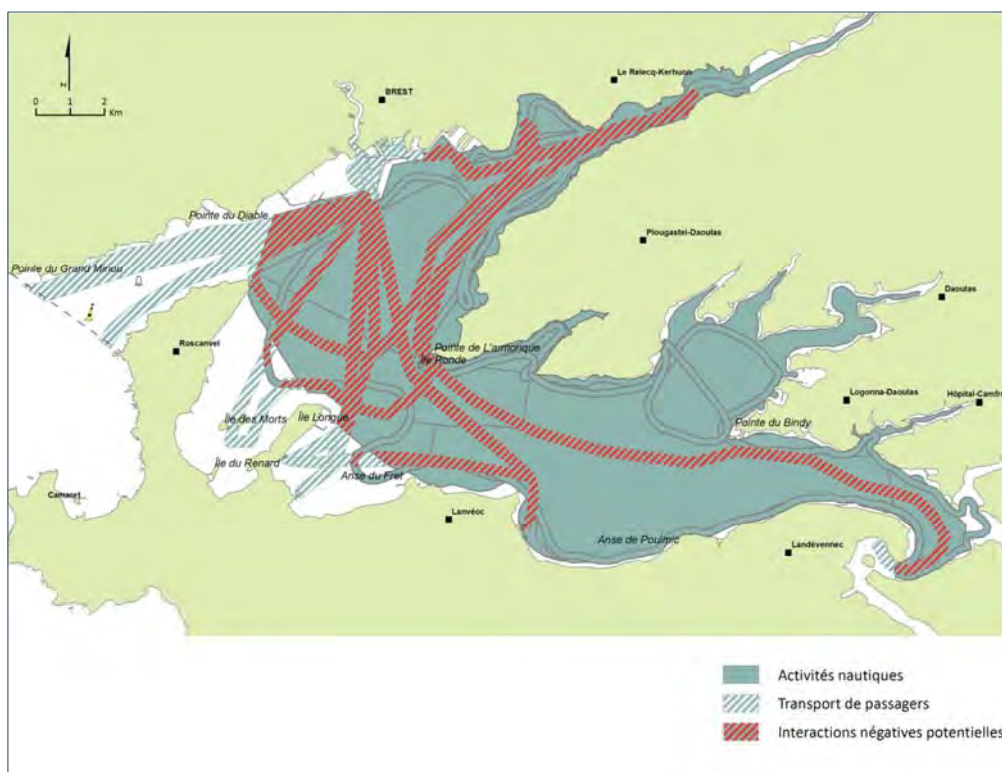 Le Relecq-Kerhuon
BREST
N
0 1 2
Km
Pointe du Diable
Plougastel-Daoulas
Pointe du Grand Minou
Daoulas
Roscanvel
Pointe de L'armorique
Île Ronde
Logonna-Daoulas
Hôpital-Camfr
Île des Morts
Île Longue
Pointe du Bindy
Île du Renard
Anse du Fret
Camaret
Lanvéoc
Anse de Poulmic
Landévennec
Activités nautiques
Transport de passagers
Interactions négatives potentielles